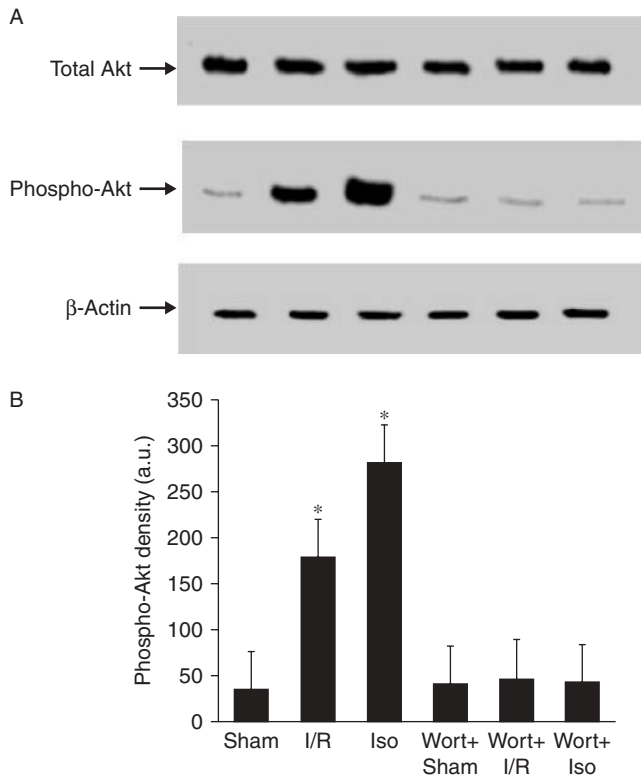 A
Total Akt
Phospho-Akt
β-Actin
B
Phospho-Akt density (a.u.)
350
300
250
200
150
100
50
0
*
*
Sham I/R Iso Wort+ Wort+ Wort+
Sham I/R Iso